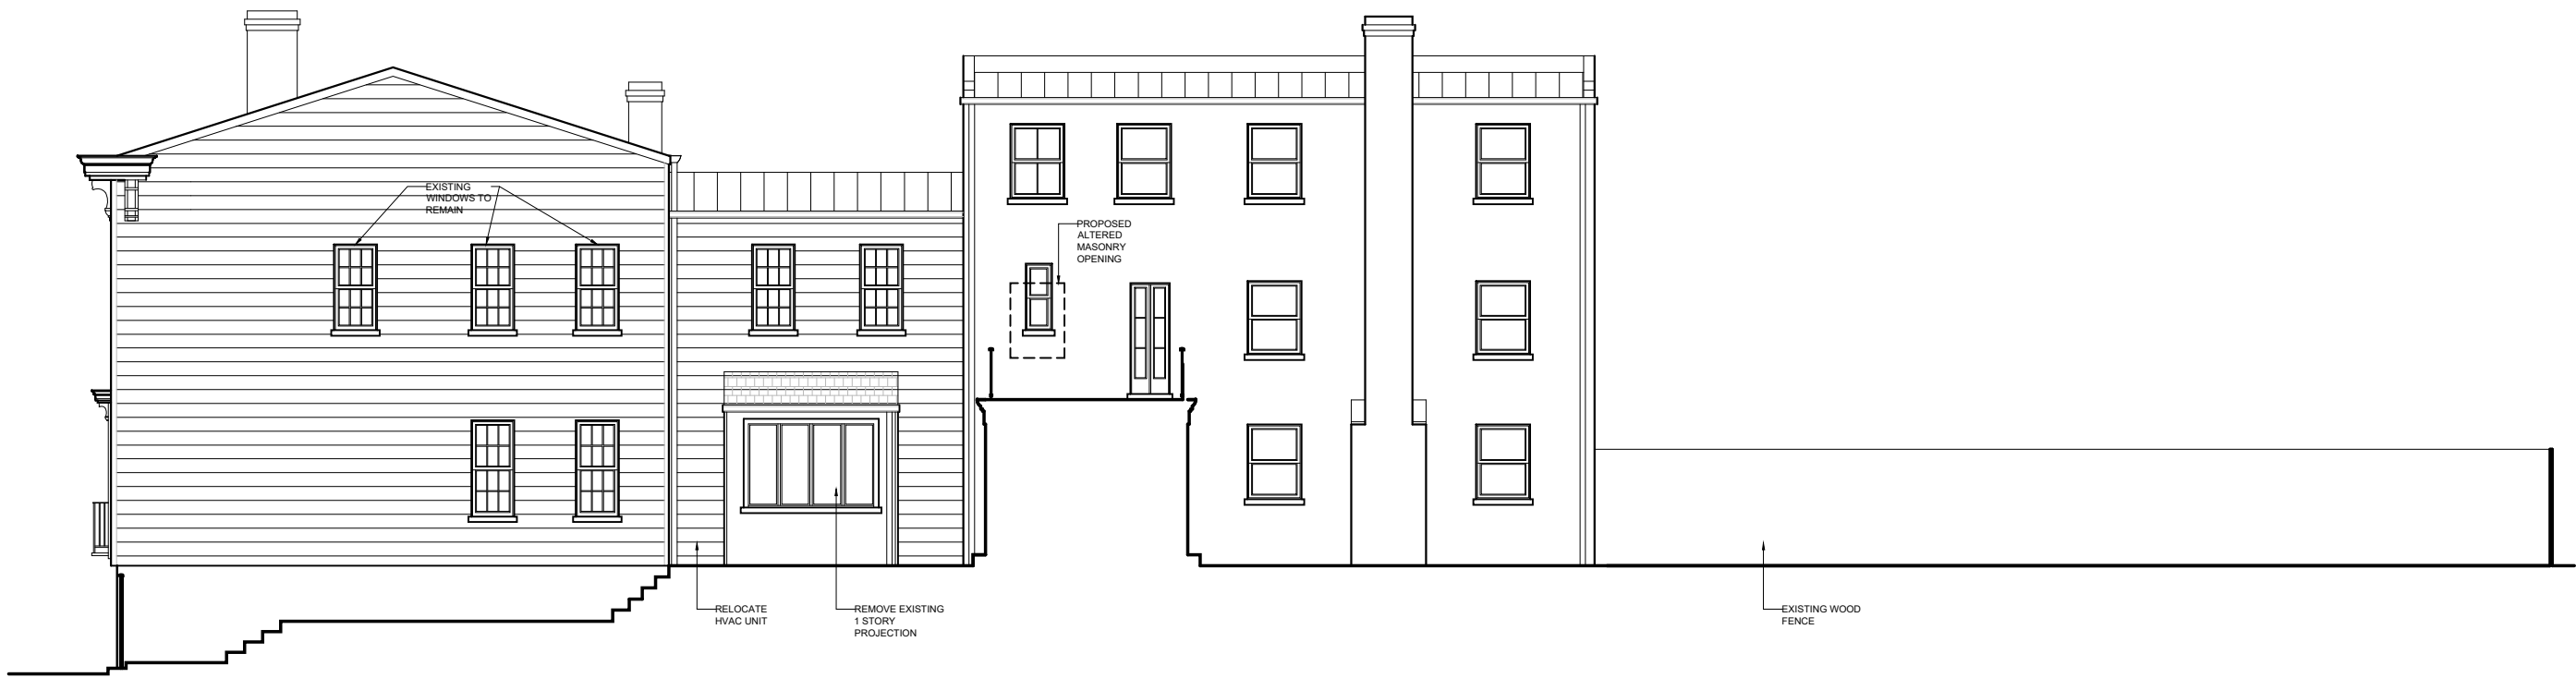 EXISTING
WINDOWS TO
REMAIN
PROPOSED
ALTERED
MASONRY
OPENING
RELOCATE
HVAC UNIT
REMOVE EXISTING
1 STORY
PROJECTION
EXISTING WOOD
FENCE